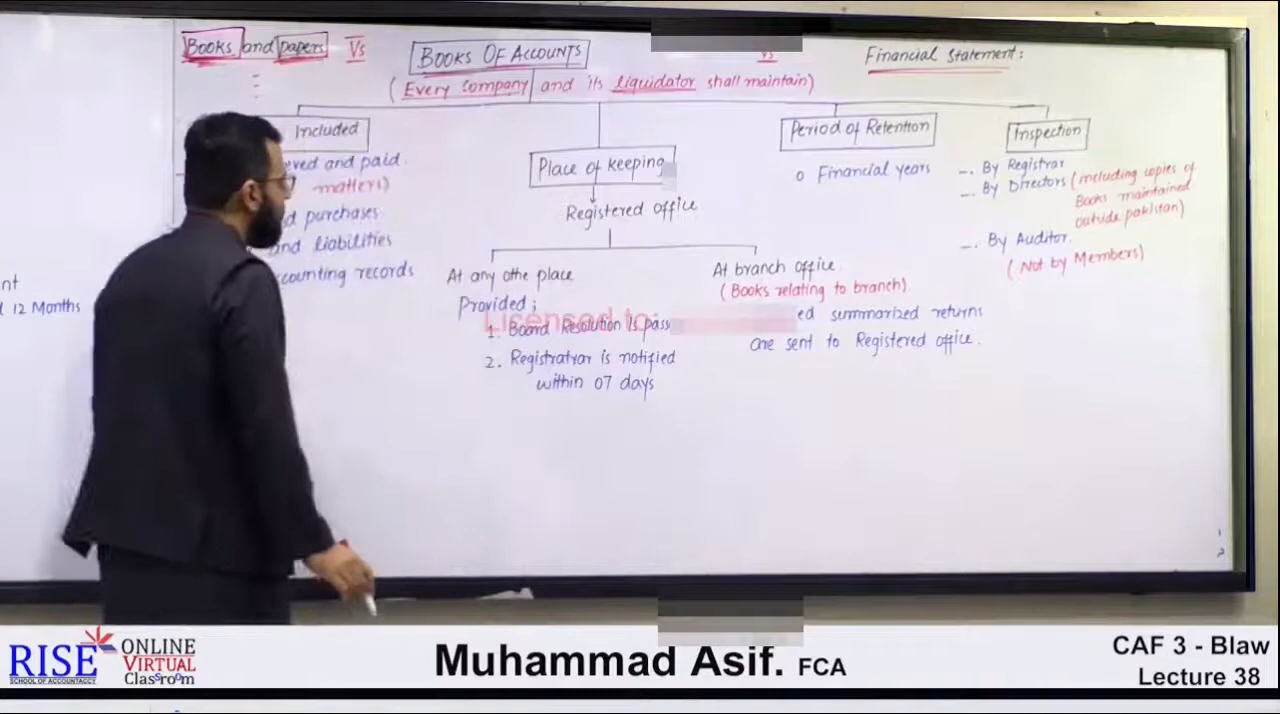 Books and papers Vs BOOKS OF ACCOUNTS Vs Financial Statement:
(Every company and its liquidator shall maintain)
Included
eved and paid
matters)
d purchases
and liabilities
counting records
nt
12 Months
Place of keeping
Registered office
At any othe place
Provided;
1. Board Resolution is pass
2. Registratrar is notified
within 07 days
At branch office.
(Books relating to branch).
ed summarized returns
are sent to Registered office.
Period of Retention
o Financial years
Inspection
-. By Registrar
-. By Directors (including copies of
Books maintained
outside pakistan)
-. By Auditor.
(Not by Members)
Licensed to:
RISE
SCHOOL OF ACCOUNTACY
ONLINE
VIRTUAL
Classroom
Muhammad Asif. FCA
CAF 3 - Blaw
Lecture 38